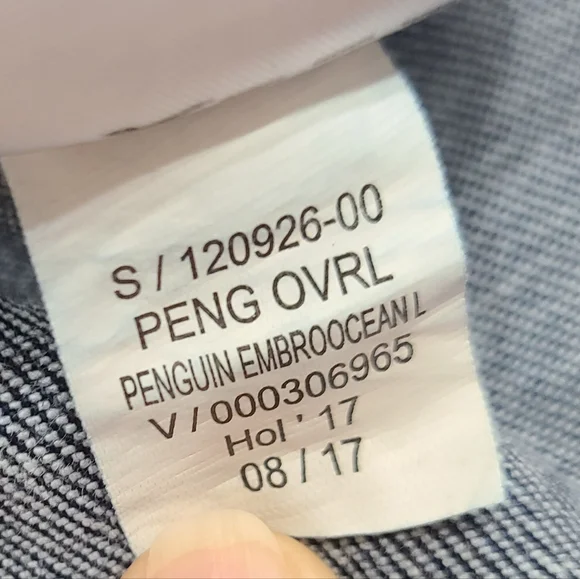 S / 120926-00
PENG OVRL
PENGUIN EMBROOCEAN L
V / 000306965
Hol ' 17
08 / 17